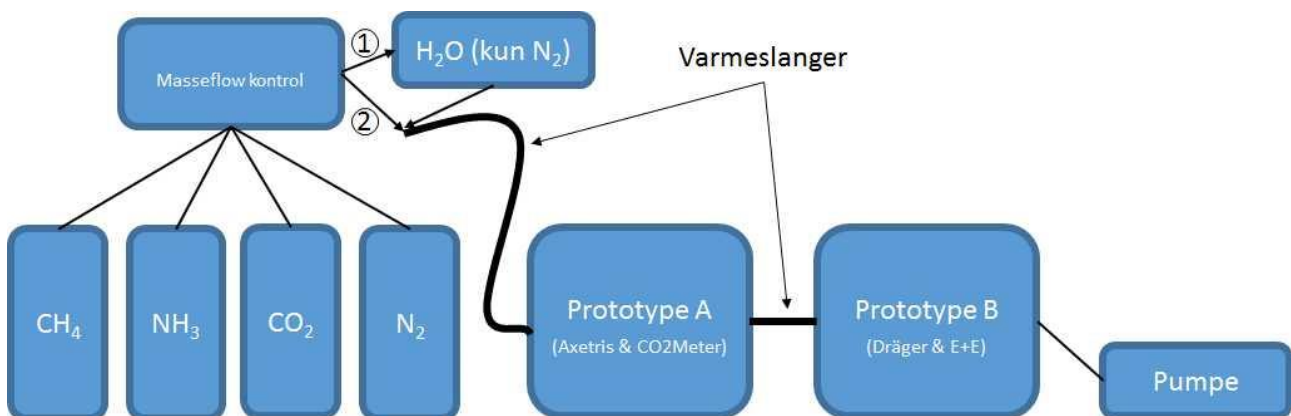 Masseflow kontrol
①
②
H₂O (kun N₂)
Varmeslanger
CH₄
NH₃
CO₂
N₂
Prototype A
(Axetris & CO2Meter)
Prototype B
(Dräger & E+E)
Pumpe